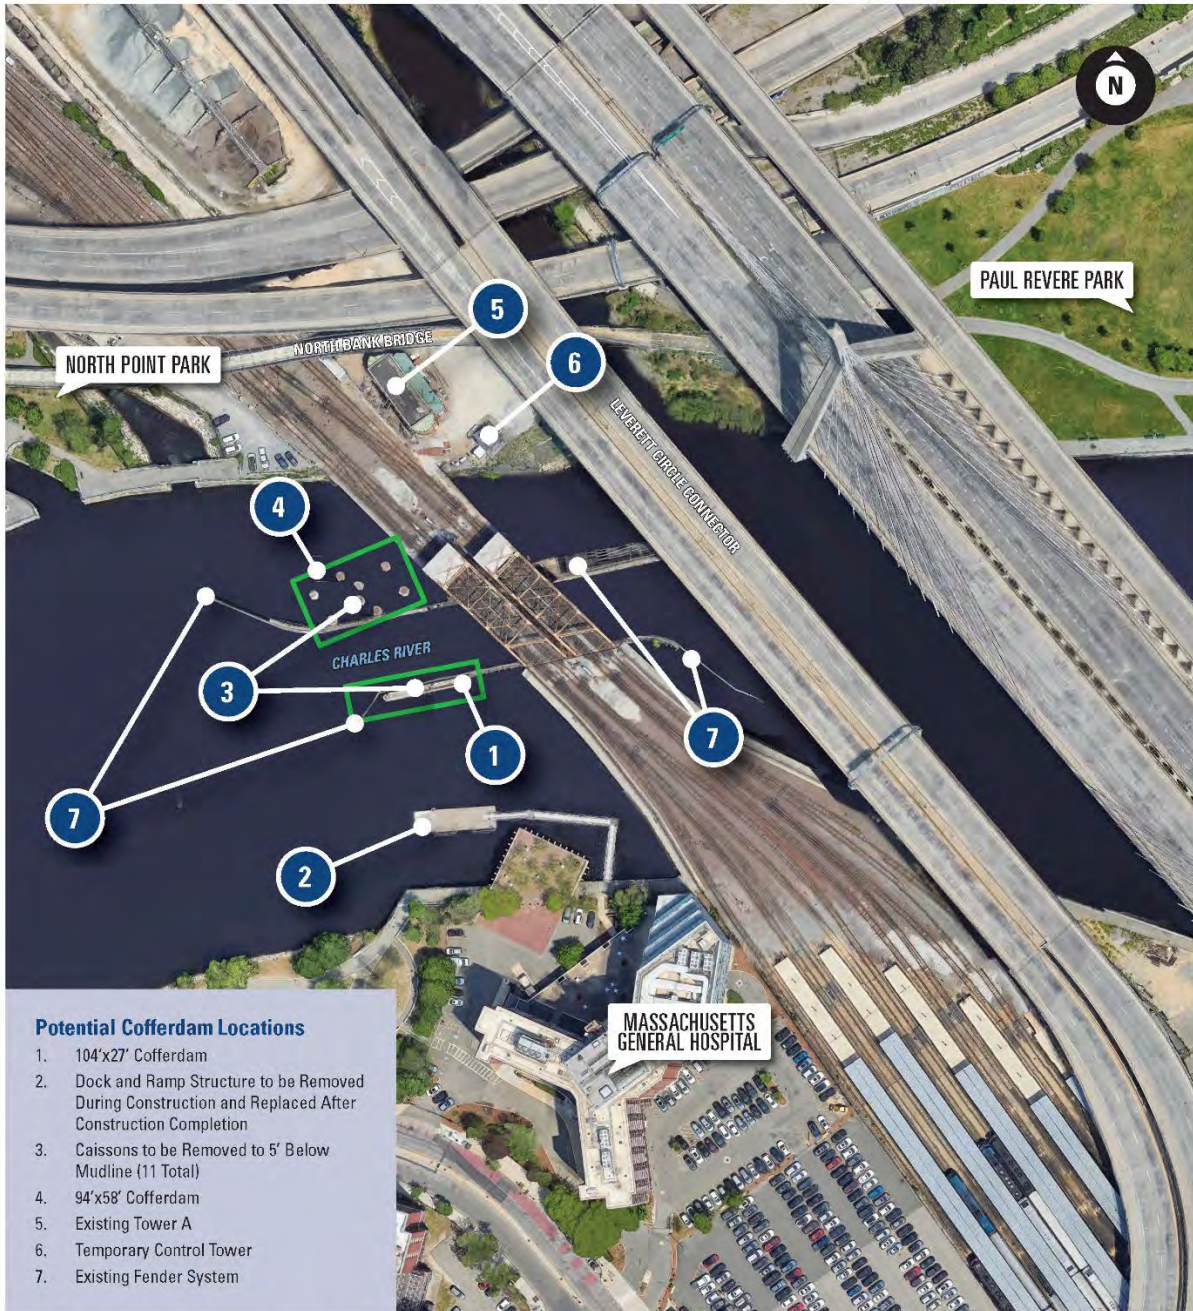 N
PAUL REVERE PARK
5
NORTH BANK BRIDGE
6
NORTH POINT PARK
LEVERETT CIRCLE CONNECTOR
4
CHARLES RIVER
3
7
1
7
2
MASSACHUSETTS
GENERAL HOSPITAL
Potential Cofferdam Locations
1. 104'x27' Cofferdam
2. Dock and Ramp Structure to be Removed
During Construction and Replaced After
Construction Completion
3. Caissons to be Removed to 5' Below
Mudline (11 Total)
4. 94'x58' Cofferdam
5. Existing Tower A
6. Temporary Control Tower
7. Existing Fender System